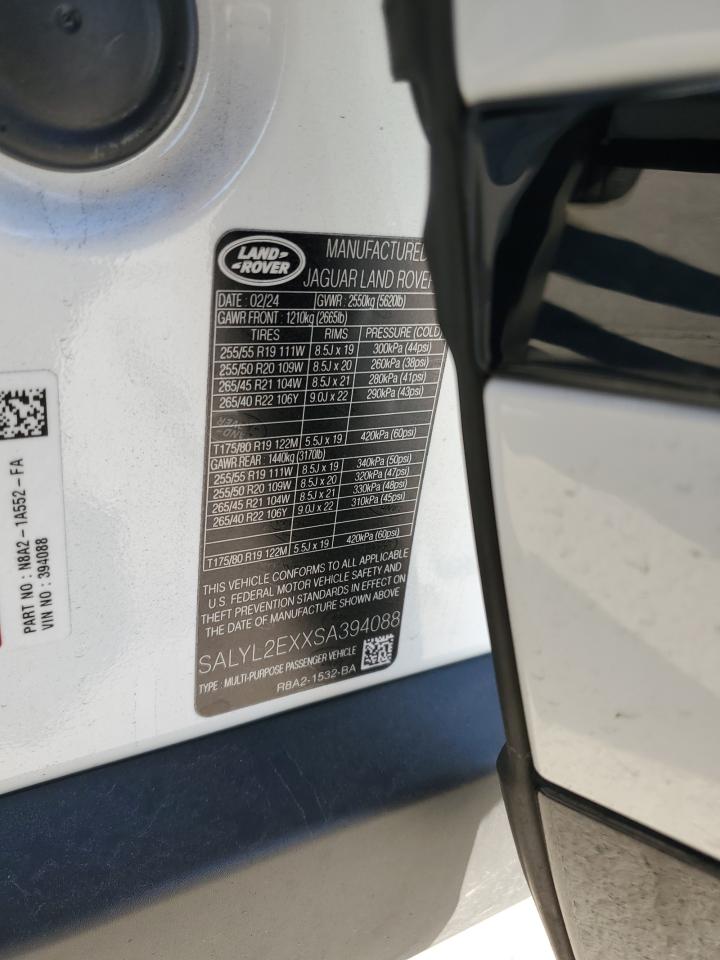 LAND ROVER
MANUFACTURED
JAGUAR LAND ROVER
DATE : 02/24 GVWR : 2550kg (5620lb)
GAWR FRONT : 1210kg (2665lb)
TIRES RIMS PRESSURE (COLD)
255/55 R19 111W 8.5J x 19 300kPa (44psi)
255/50 R20 109W 8.5J x 20 260kPa (38psi)
265/45 R21 104W 8.5J x 21 280kPa (41psi)
265/40 R22 106Y 9.0J x 22 290kPa (43psi)
T175/80 R19 122M 5.5J x 19 420kPa (60psi)
GAWR REAR : 1440kg (3170lb)
255/55 R19 111W 8.5J x 19 340kPa (50psi)
255/50 R20 109W 8.5J x 20 320kPa (47psi)
265/45 R21 104W 8.5J x 21 330kPa (48psi)
265/40 R22 106Y 9.0J x 22 310kPa (45psi)
T175/80 R19 122M 5.5J x 19 420kPa (60psi)
THIS VEHICLE CONFORMS TO ALL APPLICABLE
U.S. FEDERAL MOTOR VEHICLE SAFETY AND
THEFT PREVENTION STANDARDS IN EFFECT ON
THE DATE OF MANUFACTURE SHOWN ABOVE
SALYL2EXXSA394088
TYPE : MULTI-PURPOSE PASSENGER VEHICLE
R8A2-1532-BA
PART NO : N8A2 - 1A552 - FA
VIN NO : 394088